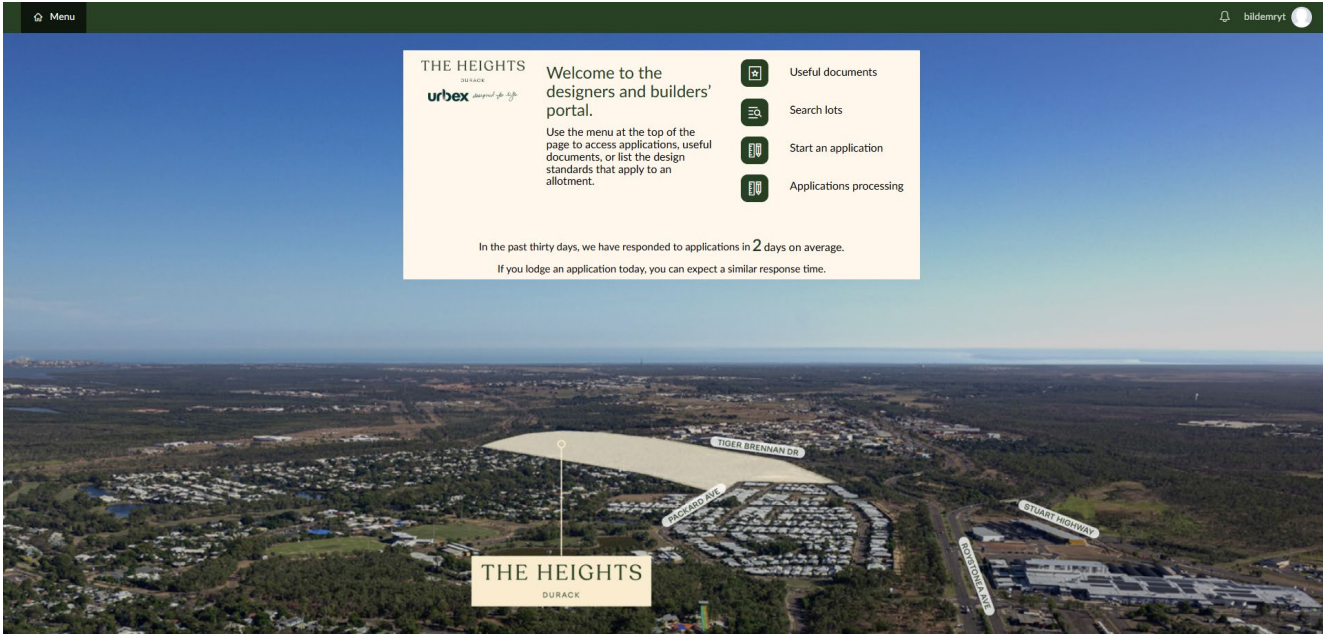 Menu
bildemryt
THE HEIGHTS
DURACK
urbex designed for life
Welcome to the
designers and builders'
portal.
Use the menu at the top of the
page to access applications, useful
documents, or list the design
standards that apply to an
allotment.
Useful documents
Search lots
Start an application
Applications processing
In the past thirty days, we have responded to applications in 2 days on average.
If you lodge an application today, you can expect a similar response time.
TIGER BRENNAN DR
PACKARD AVE
STUART HIGHWAY
ROYSTONEA AVE
THE HEIGHTS
DURACK